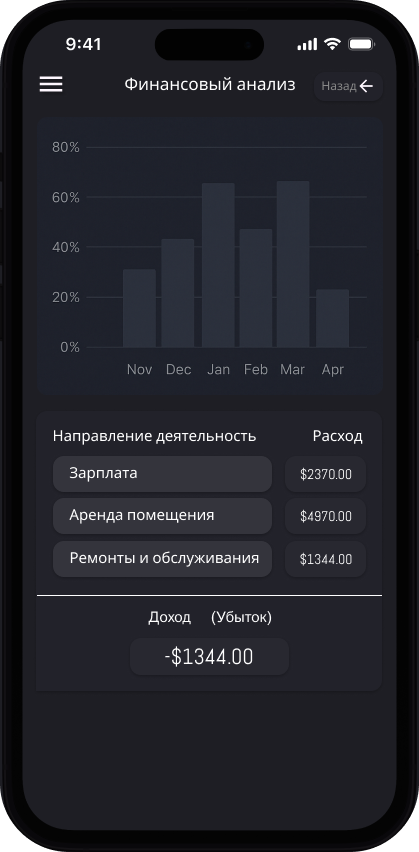 9:41
Финансовый анализ
Назад
80%
60%
40%
20%
0%
Nov Dec Jan Feb Mar Apr
Направление деятельность Расход
Зарплата $2370.00
Аренда помещения $4970.00
Ремонты и обслуживания $1344.00
Доход (Убыток)
-$1344.00